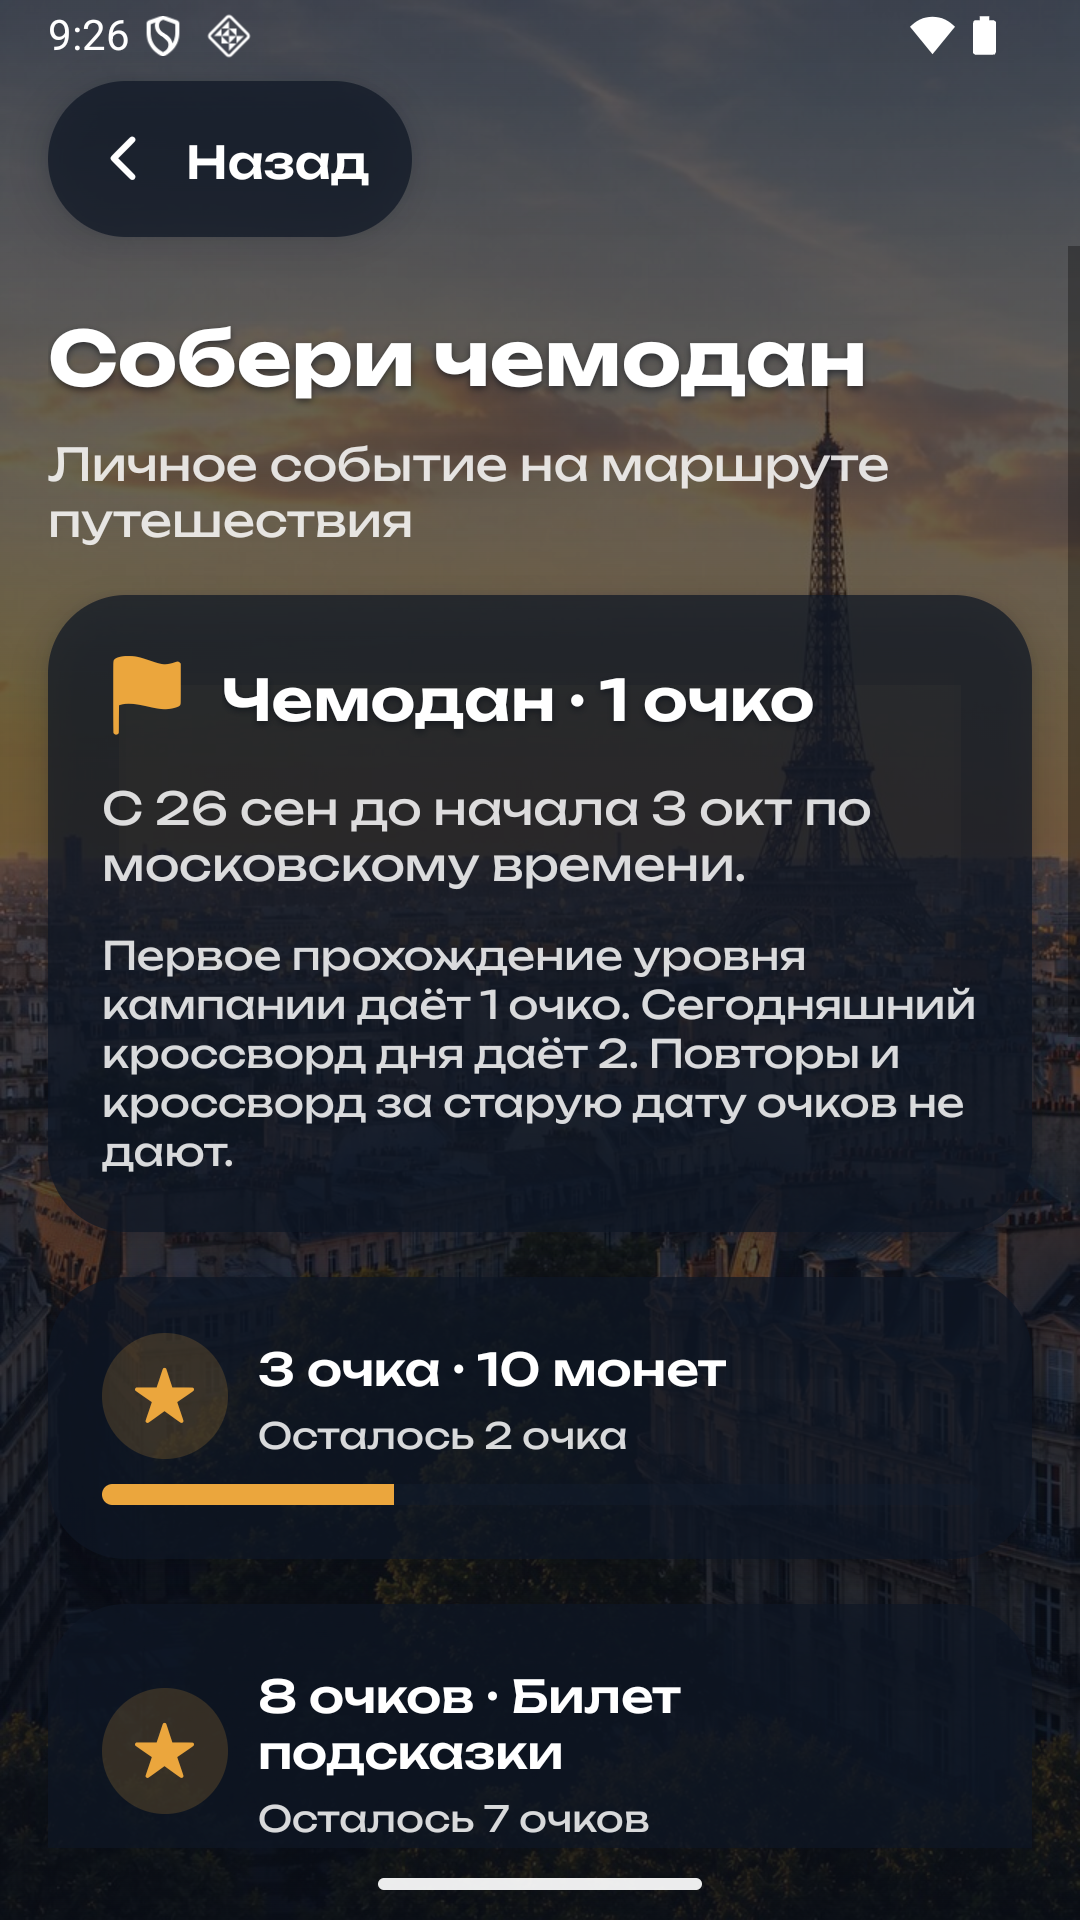 9:26
Назад
Собери чемодан
Личное событие на маршруте
путешествия
Чемодан · 1 очко
С 26 сен до начала 3 окт по
московскому времени.
Первое прохождение уровня
кампании даёт 1 очко. Сегодняшний
кроссворд дня даёт 2. Повторы и
кроссворд за старую дату очков не
дают.
3 очка · 10 монет
Осталось 2 очка
8 очков · Билет
подсказки
Осталось 7 очков